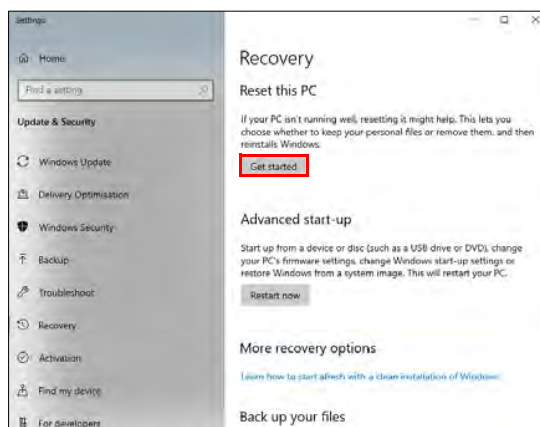 Settings
Home
Find a setting
Update & Security
Windows Update
Delivery Optimisation
Windows Security
Backup
Troubleshoot
Recovery
Activation
Find my device
For developers
Recovery
Reset this PC
If your PC isn't running well, resetting it might help. This lets you
choose whether to keep your personal files or remove them, and then
reinstalls Windows.
Get started
Advanced start-up
Start up from a device or disc (such as a USB drive or DVD), change
your PC's firmware settings, change Windows start-up settings or
restore Windows from a system image. This will restart your PC.
Restart now
More recovery options
Learn how to start afresh with a clean installation of Windows
Back up your files